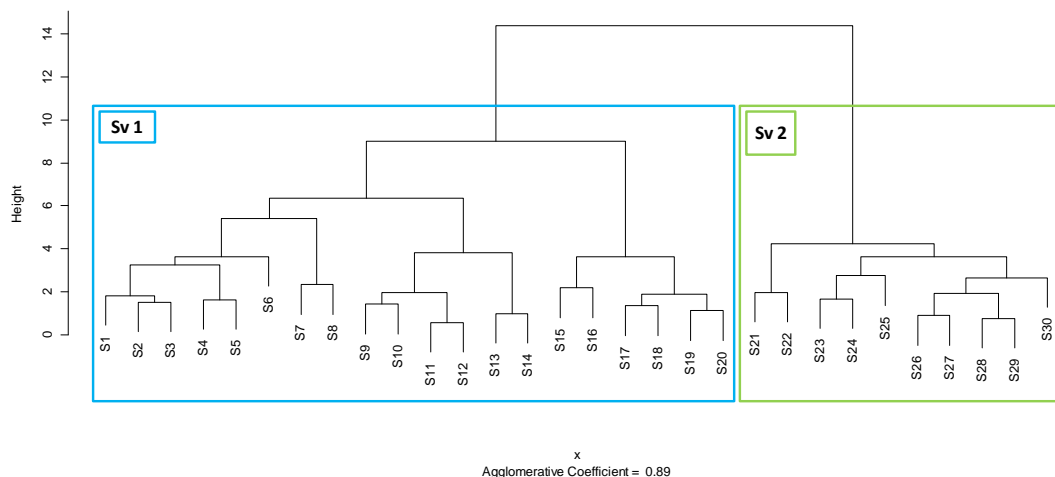 14
12
10
8
6
4
2
0
Height
Sv 1
Sv 2
S1
S2
S3
S4
S5
S6
S7
S8
S9
S10
S11
S12
S13
S14
S15
S16
S17
S18
S19
S20
S21
S22
S23
S24
S25
S26
S27
S28
S29
S30
x
Agglomerative Coefficient = 0.89